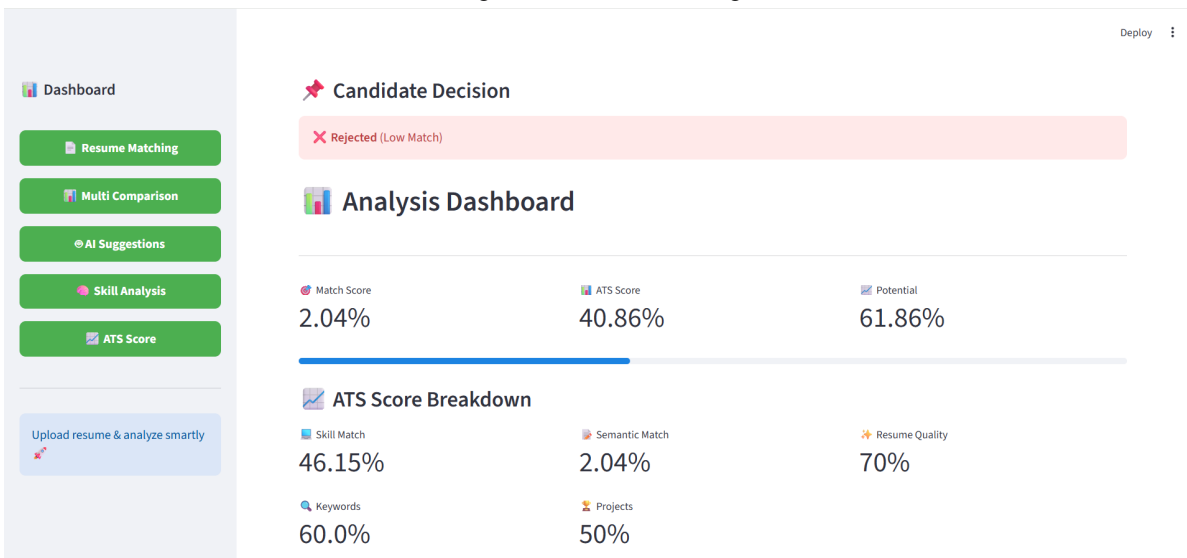 Deploy
📊 Dashboard
📄 Resume Matching
📊 Multi Comparison
AI Suggestions
🧠 Skill Analysis
📈 ATS Score
Upload resume & analyze smartly
🚀
📌 Candidate Decision
❌ Rejected (Low Match)
📊 Analysis Dashboard
🎯 Match Score
📊 ATS Score
📈 Potential
2.04%
40.86%
61.86%
📈 ATS Score Breakdown
Skill Match
📝 Semantic Match
✨ Resume Quality
46.15%
2.04%
70%
🔍 Keywords
🏆 Projects
60.0%
50%